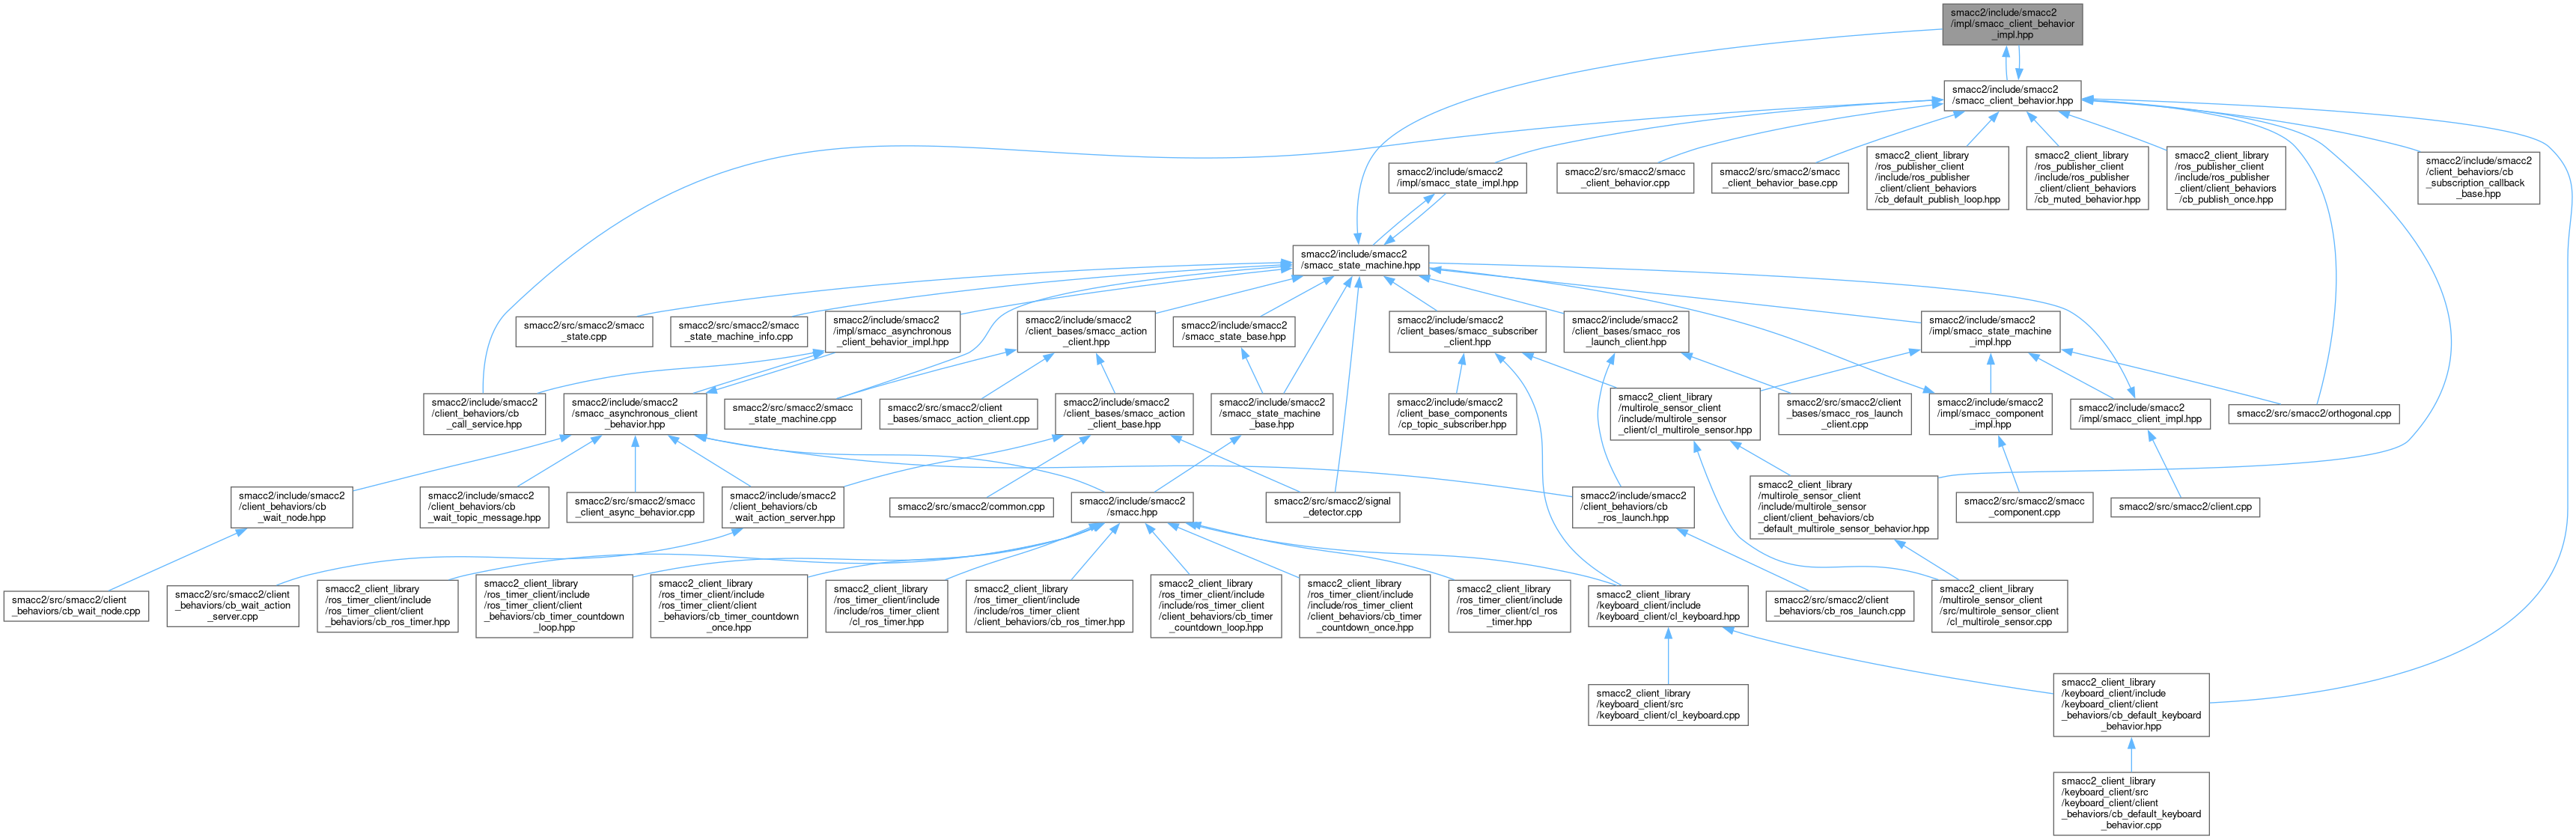 smacc2/include/smacc2
/impl/smacc_client_behavior
_impl.hpp
smacc2/include/smacc2
/smacc_client_behavior.hpp
smacc2/include/smacc2
/impl/smacc_state_impl.hpp
smacc2/src/smacc2/smacc
_client_behavior.cpp
smacc2/src/smacc2/smacc
_client_behavior_base.cpp
smacc2_client_library
/ros_publisher_client
/include/ros_publisher
_client/client_behaviors
/cb_default_publish_loop.hpp
smacc2_client_library
/ros_publisher_client
/include/ros_publisher
_client/client_behaviors
/cb_muted_behavior.hpp
smacc2_client_library
/ros_publisher_client
/include/ros_publisher
_client/client_behaviors
/cb_publish_once.hpp
smacc2/include/smacc2
/client_behaviors/cb
_subscription_callback
_base.hpp
smacc2/include/smacc2
/smacc_state_machine.hpp
smacc2/src/smacc2/smacc
_state.cpp
smacc2/src/smacc2/smacc
_state_machine_info.cpp
smacc2/include/smacc2
/impl/smacc_asynchronous
_client_behavior_impl.hpp
smacc2/include/smacc2
/client_bases/smacc_action
_client.hpp
smacc2/include/smacc2
/smacc_state_base.hpp
smacc2/include/smacc2
/client_bases/smacc_subscriber
_client.hpp
smacc2/include/smacc2
/client_bases/smacc_ros
_launch_client.hpp
smacc2/include/smacc2
/impl/smacc_state_machine
_impl.hpp
smacc2/include/smacc2
/client_behaviors/cb
_call_service.hpp
smacc2/include/smacc2
/smacc_asynchronous_client
_behavior.hpp
smacc2/src/smacc2/smacc
_state_machine.cpp
smacc2/src/smacc2/client
_bases/smacc_action_client.cpp
smacc2/include/smacc2
/client_bases/smacc_action
_client_base.hpp
smacc2/include/smacc2
/smacc_state_machine
_base.hpp
smacc2/include/smacc2
/client_base_components
/cp_topic_subscriber.hpp
smacc2_client_library
/multirole_sensor_client
/include/multirole_sensor
_client/cl_multirole_sensor.hpp
smacc2/src/smacc2/client
_bases/smacc_ros_launch
_client.cpp
smacc2/include/smacc2
/impl/smacc_component
_impl.hpp
smacc2/include/smacc2
/impl/smacc_client_impl.hpp
smacc2/src/smacc2/orthogonal.cpp
smacc2/include/smacc2
/client_behaviors/cb
_wait_node.hpp
smacc2/include/smacc2
/client_behaviors/cb
_wait_topic_message.hpp
smacc2/src/smacc2/smacc
_client_async_behavior.cpp
smacc2/include/smacc2
/client_behaviors/cb
_wait_action_server.hpp
smacc2/src/smacc2/common.cpp
smacc2/include/smacc2
/smacc.hpp
smacc2/src/smacc2/signal
_detector.cpp
smacc2/include/smacc2
/client_behaviors/cb
_ros_launch.hpp
smacc2_client_library
/multirole_sensor_client
/include/multirole_sensor
_client/client_behaviors/cb
_default_multirole_sensor_behavior.hpp
smacc2/src/smacc2/smacc
_component.cpp
smacc2/src/smacc2/client.cpp
smacc2/src/smacc2/client
_behaviors/cb_wait_node.cpp
smacc2/src/smacc2/client
_behaviors/cb_wait_action
_server.cpp
smacc2_client_library
/ros_timer_client/include
/ros_timer_client/client
_behaviors/cb_ros_timer.hpp
smacc2_client_library
/ros_timer_client/include
/ros_timer_client/client
_behaviors/cb_timer_countdown
_loop.hpp
smacc2_client_library
/ros_timer_client/include
/ros_timer_client/client
_behaviors/cb_timer_countdown
_once.hpp
smacc2_client_library
/ros_timer_client/include
/include/ros_timer_client
/cl_ros_timer.hpp
smacc2_client_library
/ros_timer_client/include
/include/ros_timer_client
/client_behaviors/cb_ros_timer.hpp
smacc2_client_library
/ros_timer_client/include
/include/ros_timer_client
/client_behaviors/cb_timer
_countdown_loop.hpp
smacc2_client_library
/ros_timer_client/include
/include/ros_timer_client
/client_behaviors/cb_timer
_countdown_once.hpp
smacc2_client_library
/ros_timer_client/include
/ros_timer_client/cl_ros
_timer.hpp
smacc2_client_library
/keyboard_client/include
/keyboard_client/cl_keyboard.hpp
smacc2/src/smacc2/client
_behaviors/cb_ros_launch.cpp
smacc2_client_library
/multirole_sensor_client
/src/multirole_sensor_client
/cl_multirole_sensor.cpp
smacc2_client_library
/keyboard_client/src
/keyboard_client/cl_keyboard.cpp
smacc2_client_library
/keyboard_client/include
/keyboard_client/client
_behaviors/cb_default_keyboard
_behavior.hpp
smacc2_client_library
/keyboard_client/src
/keyboard_client/client
_behaviors/cb_default_keyboard
_behavior.cpp